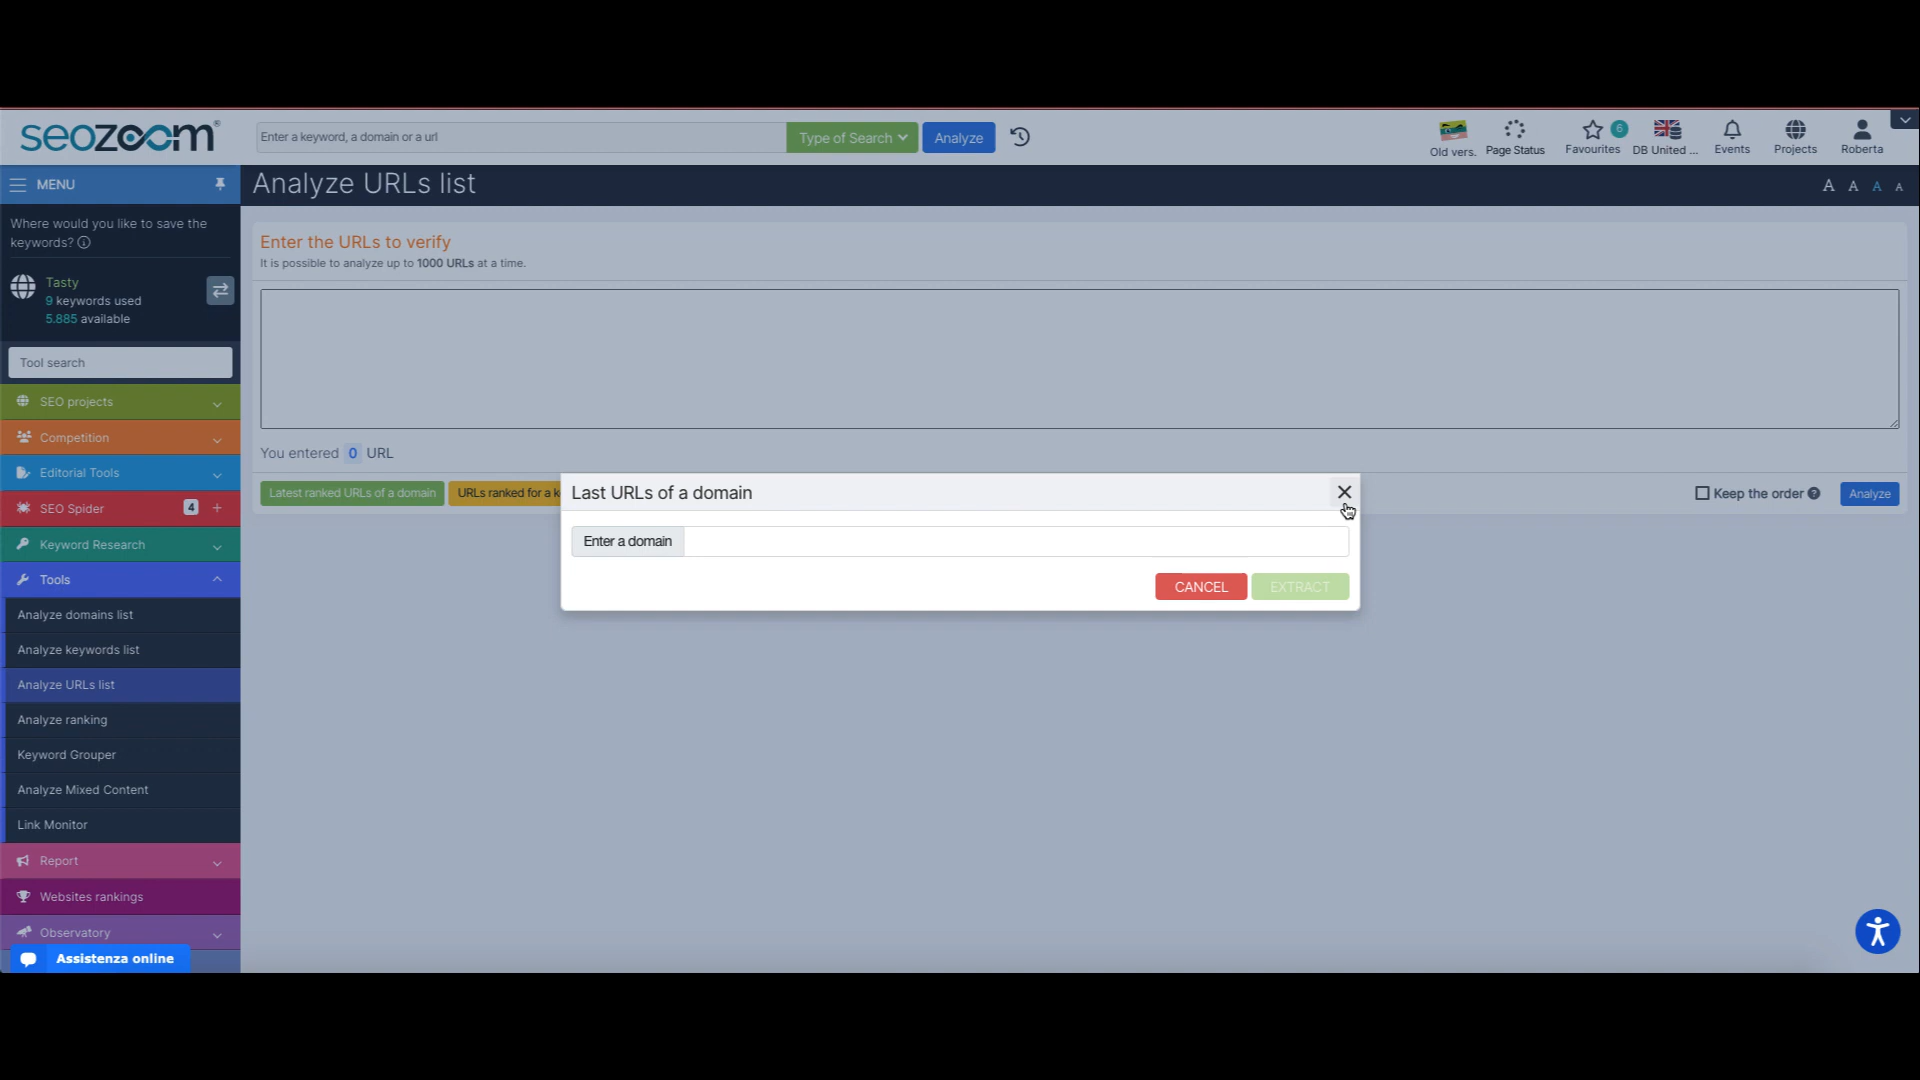 seozoom®
Enter a keyword, a domain or a url
Type of Search
Analyze
Old vers.
Page Status
6
Favourites
DB United ...
Events
Projects
Roberta
MENU
Analyze URLs list
A A A A
Where would you like to save the
keywords?
Tasty
9 keywords used
5.885 available
Tool search
SEO projects
Competition
Editorial Tools
SEO Spider 4 +
Keyword Research
Tools
Analyze domains list
Analyze keywords list
Analyze URLs list
Analyze ranking
Keyword Grouper
Analyze Mixed Content
Link Monitor
Report
Websites rankings
Observatory
Assistenza online
Enter the URLs to verify
It is possible to analyze up to 1000 URLs at a time.
You entered 0 URL
Latest ranked URLs of a domain
URLs ranked for a k
Keep the order ?
Analyze
Last URLs of a domain
Enter a domain
CANCEL
EXTRACT